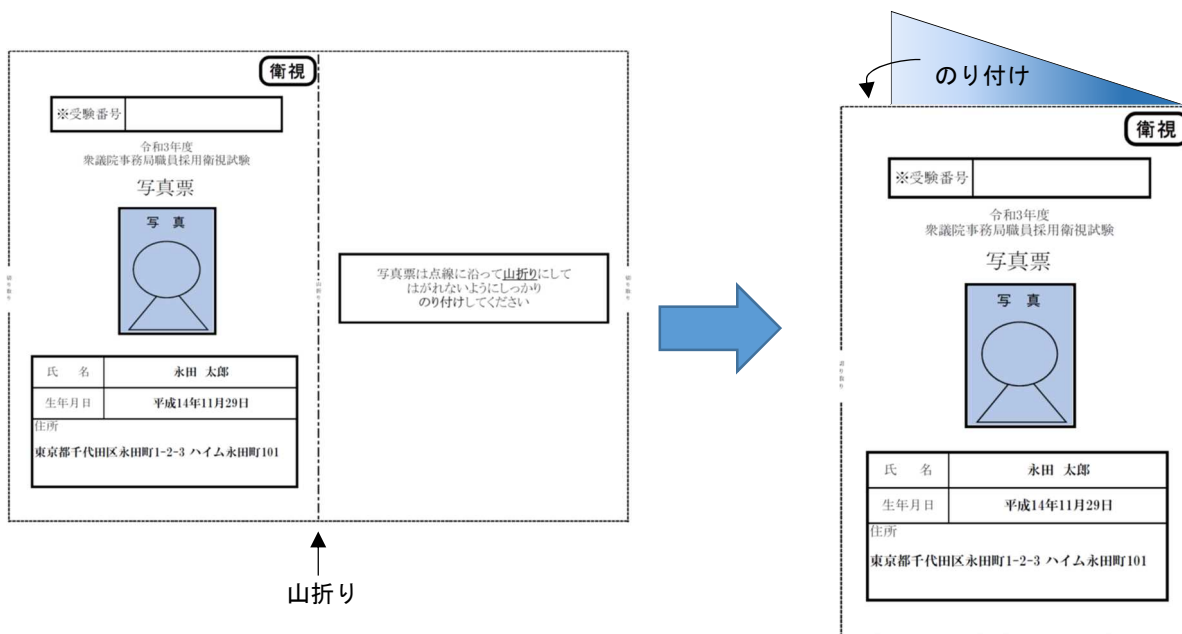 衛視
※受験番号
令和3年度
衆議院事務局職員採用衛視試験
写真票
写 真
氏 名 永田 太郎
生年月日 平成14年11月29日
住所
東京都千代田区永田町1-2-3 ハイム永田町101
山折り
写真票は点線に沿って山折りにして
はがれないようにしっかり
のり付けしてください
山折り
のり付け
衛視
※受験番号
令和3年度
衆議院事務局職員採用衛視試験
写真票
写 真
氏 名 永田 太郎
生年月日 平成14年11月29日
住所
東京都千代田区永田町1-2-3 ハイム永田町101